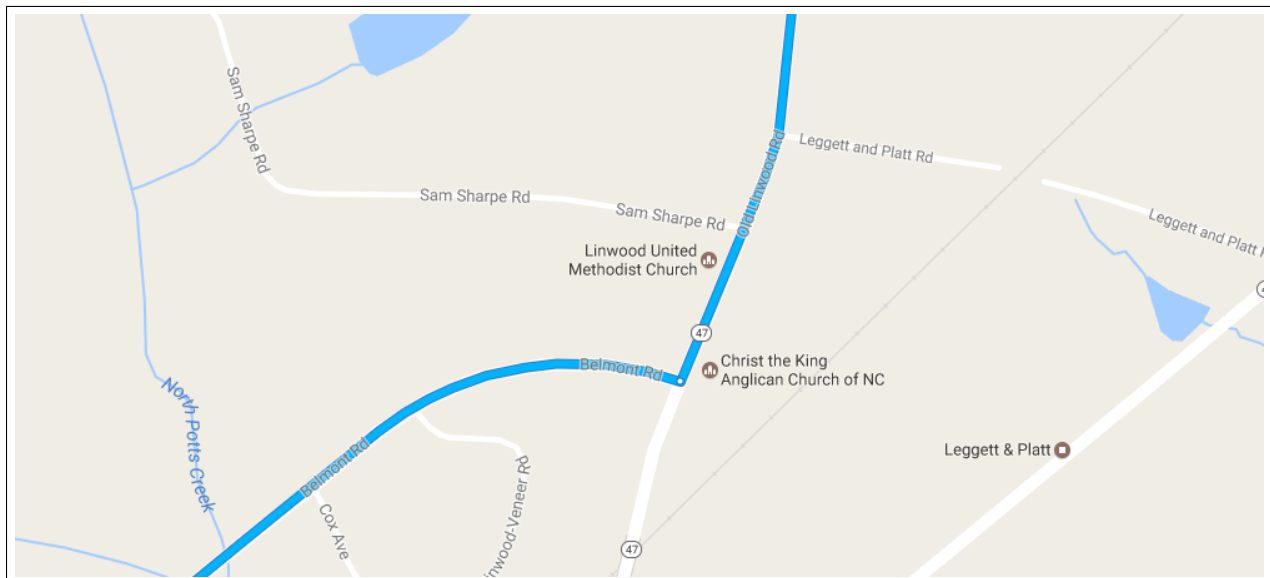 Sam Sharpe Rd
Leggett and Platt Rd
Old Linwood Rd
Sam Sharpe Rd
Sam Sharpe Rd
Leggett and Platt R
Linwood United
Methodist Church
47
Belmont Rd
Christ the King
Anglican Church of NC
North Potts Creek
Belmont Rd
Leggett & Platt
inwood-Veneer Rd
Cox Ave
47